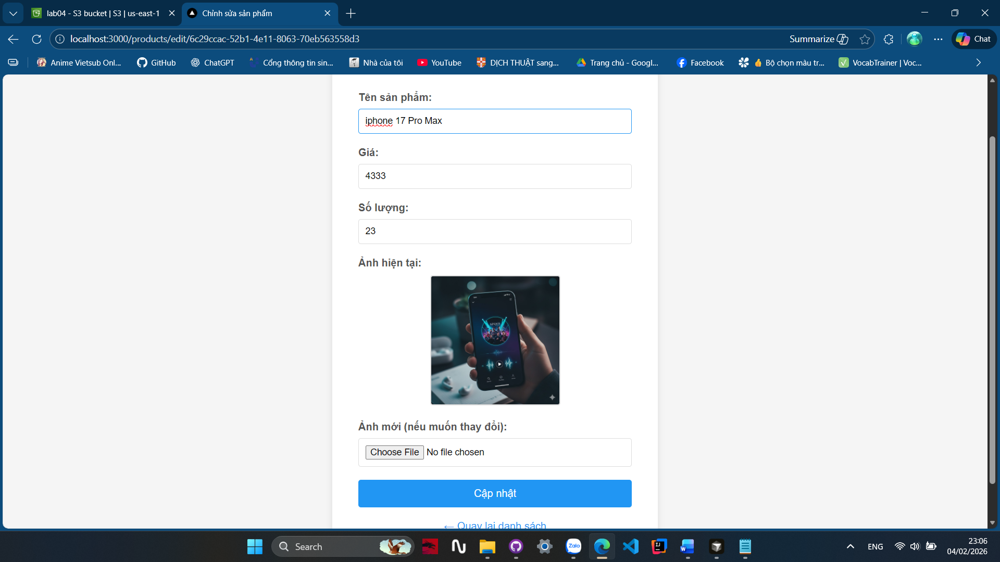 lab04 - S3 bucket | S3 | us-east-1
Chỉnh sửa sản phẩm
localhost:3000/products/edit/6c29ccac-52b1-4e11-8063-70eb563558d3
Summarize
Chat
Anime Vietsub Onl...
GitHub
ChatGPT
Cổng thông tin sin...
Nhà của tôi
YouTube
DỊCH THUẬT sang...
Trang chủ - Googl...
Facebook
👍 Bộ chọn màu tr...
VocabTrainer | Voc...
Tên sản phẩm:
iphone 17 Pro Max
Giá:
4333
Số lượng:
23
Ảnh hiện tại:
Ảnh mới (nếu muốn thay đổi):
Choose File No file chosen
Cập nhật
← Quay lại danh sách
Search
Zalo
ENG
23:06
04/02/2026